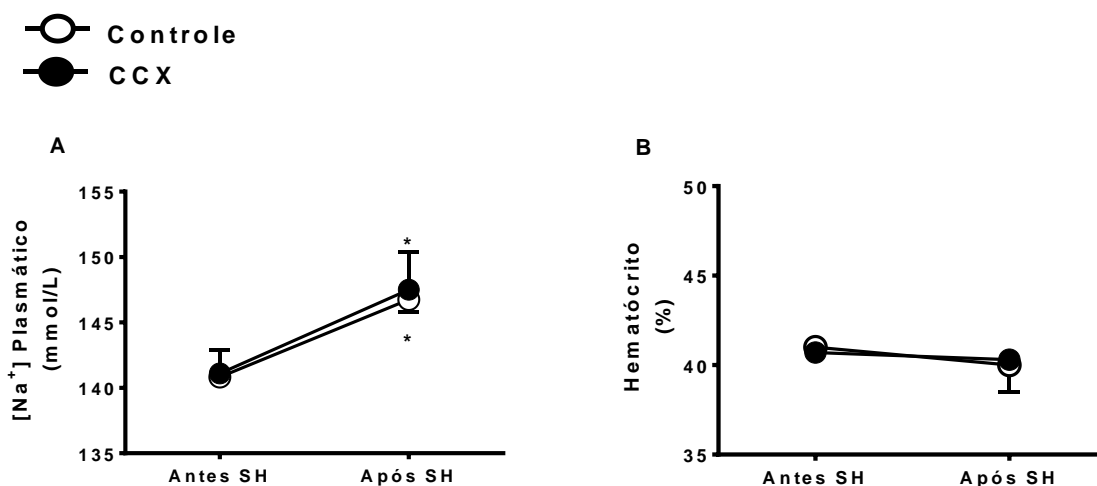 Controle
CCX
A
[Na+] Plasmático
(mmol/L)
155
150
145
140
135
*
*
Antes SH
Após SH
B
Hematócrito
(%)
50
45
40
35
Antes SH
Após SH